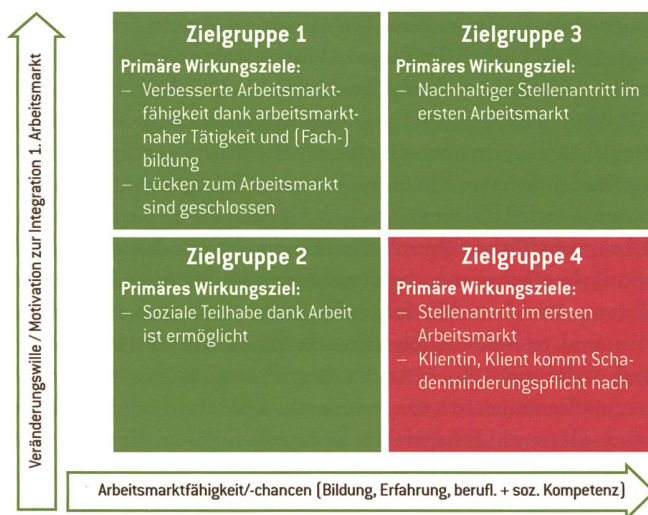 Veränderungswille / Motivation zur Integration 1. Arbeitsmarkt
Zielgruppe 1
Primäre Wirkungsziele:
– Verbesserte Arbeitsmarkt-
fähigkeit dank arbeitsmarkt-
naher Tätigkeit und (Fach-)
bildung
– Lücken zum Arbeitsmarkt
sind geschlossen
Zielgruppe 3
Primäres Wirkungsziel:
– Nachhaltiger Stellenantritt im
ersten Arbeitsmarkt
Zielgruppe 2
Primäres Wirkungsziel:
– Soziale Teilhabe dank Arbeit
ist ermöglicht
Zielgruppe 4
Primäre Wirkungsziele:
– Stellenantritt im ersten
Arbeitsmarkt
– Klientin, Klient kommt Scha-
denminderungspflicht nach
Arbeitsmarktfähigkeit/-chancen (Bildung, Erfahrung, berufl. + soz. Kompetenz)